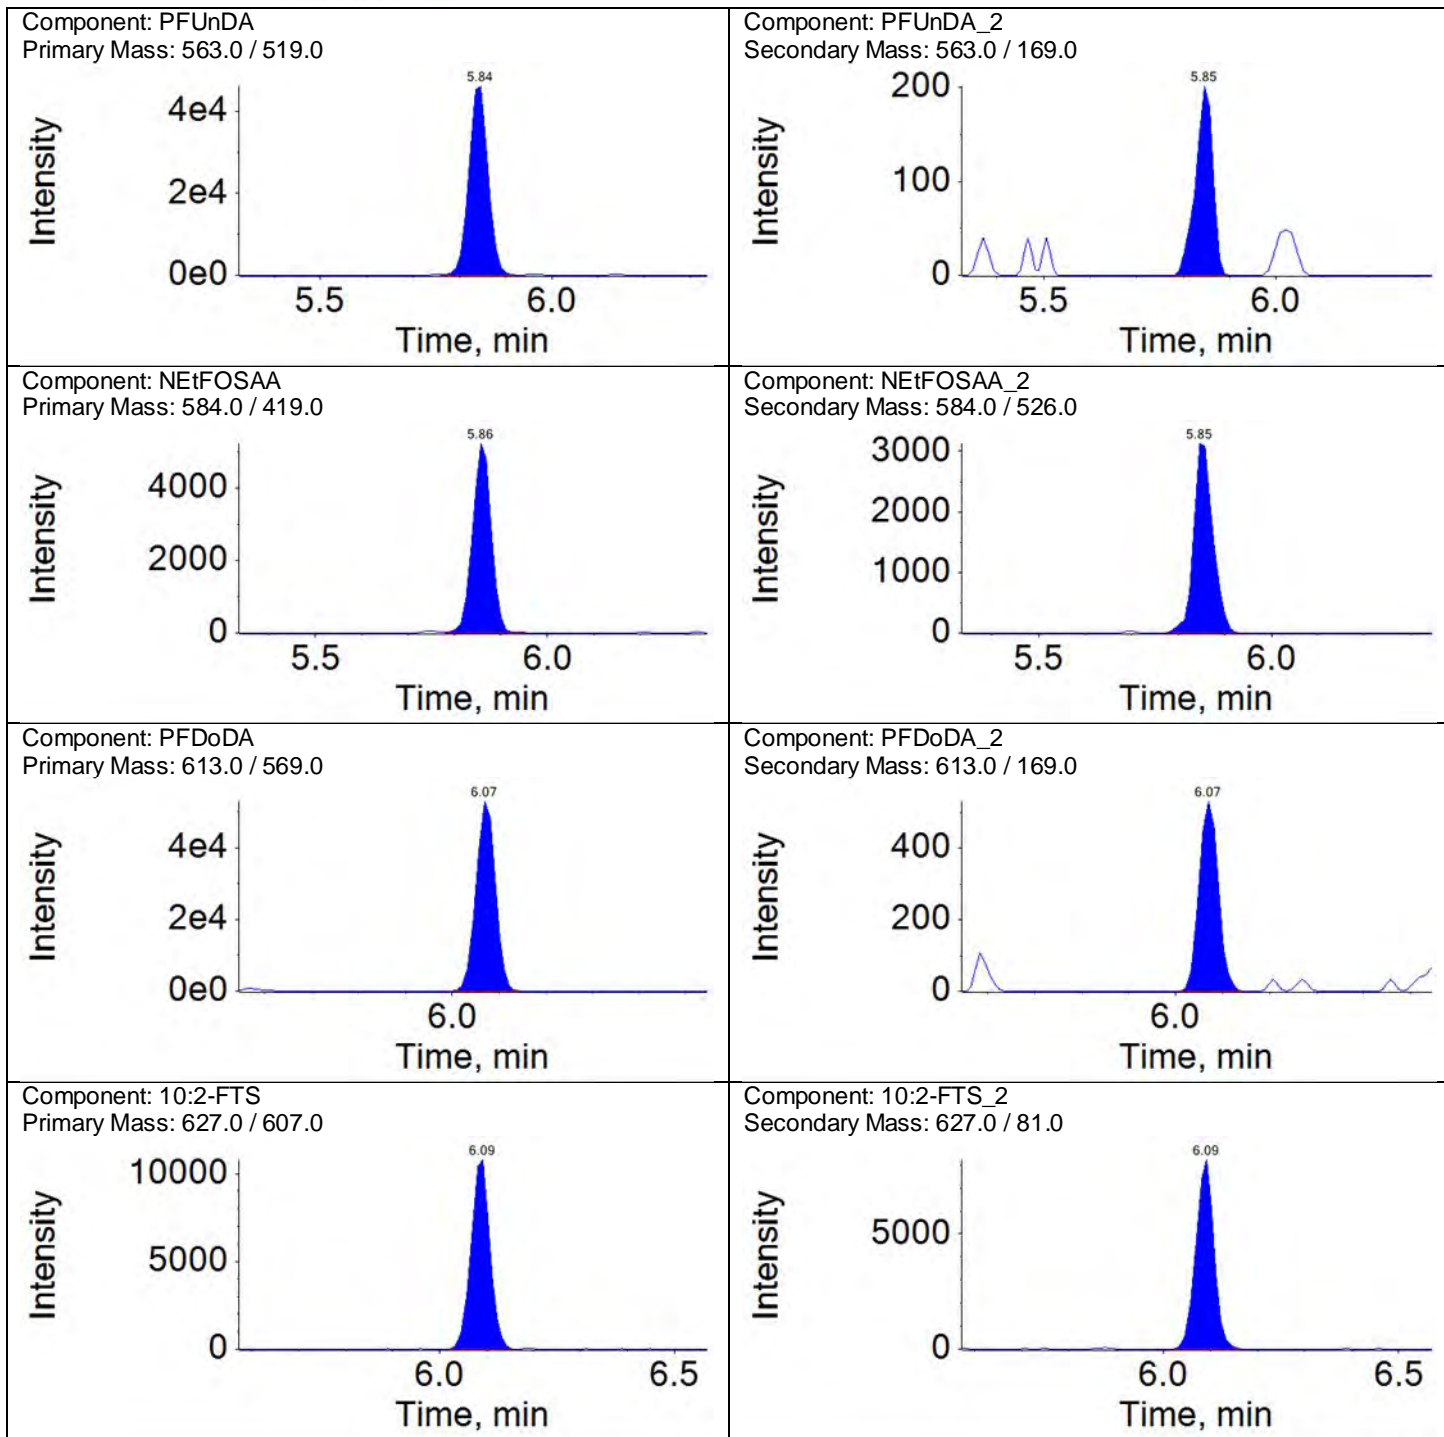 Component: PFUnDA
Primary Mass: 563.0 / 519.0
5.84
Intensity
4e4
2e4
0e0
5.5
6.0
Time, min
Component: PFUnDA_2
Secondary Mass: 563.0 / 169.0
5.85
Intensity
200
100
0
5.5
6.0
Time, min
Component: NEtFOSAA
Primary Mass: 584.0 / 419.0
5.86
Intensity
4000
2000
0
5.5
6.0
Time, min
Component: NEtFOSAA_2
Secondary Mass: 584.0 / 526.0
5.85
Intensity
3000
2000
1000
0
5.5
6.0
Time, min
Component: PFDoDA
Primary Mass: 613.0 / 569.0
6.07
Intensity
4e4
2e4
0e0
6.0
Time, min
Component: PFDoDA_2
Secondary Mass: 613.0 / 169.0
6.07
Intensity
400
200
0
6.0
Time, min
Component: 10:2-FTS
Primary Mass: 627.0 / 607.0
6.09
Intensity
10000
5000
0
6.0
6.5
Time, min
Component: 10:2-FTS_2
Secondary Mass: 627.0 / 81.0
6.09
Intensity
5000
0
6.0
6.5
Time, min